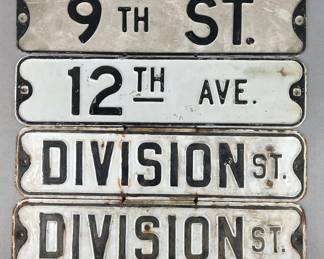 9TH ST.
12TH AVE.
DIVISION ST.
DIVISION ST.